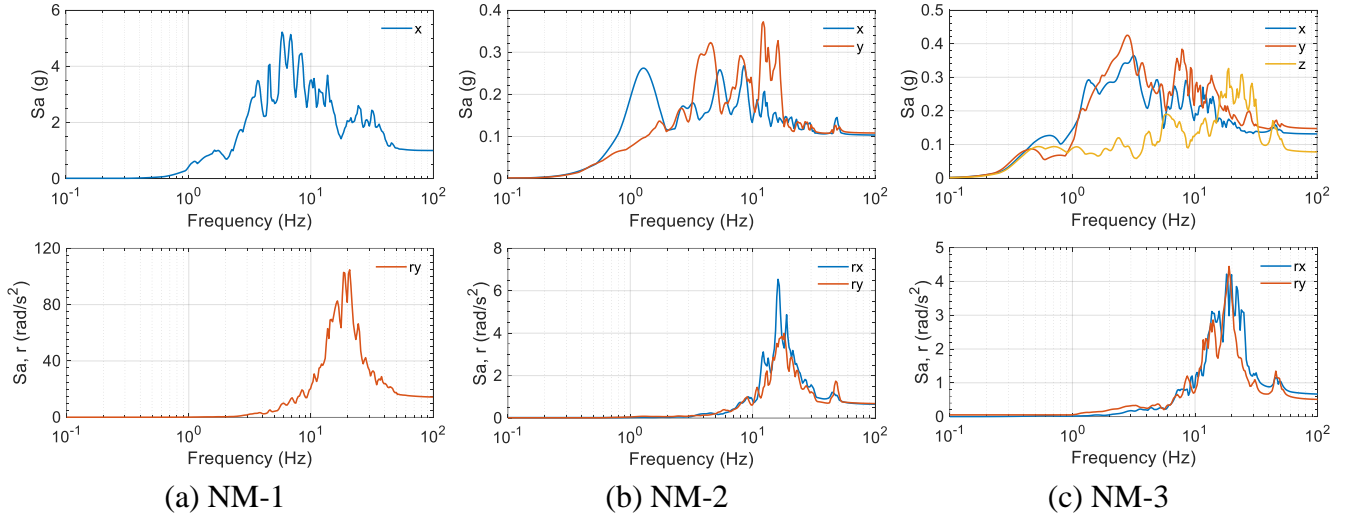 6
4
2
0
Sa (g)
x
10^-1
10^0
10^1
10^2
Frequency (Hz)
0.4
0.3
0.2
0.1
0
Sa (g)
x
y
10^-1
10^0
10^1
10^2
Frequency (Hz)
0.5
0.4
0.3
0.2
0.1
0
Sa (g)
x
y
z
10^-1
10^0
10^1
10^2
Frequency (Hz)
120
80
40
0
Sa, r (rad/s^2)
ry
10^-1
10^0
10^1
10^2
Frequency (Hz)
8
6
4
2
0
Sa, r (rad/s^2)
rx
ry
10^-1
10^0
10^1
10^2
Frequency (Hz)
5
4
3
2
1
0
Sa, r (rad/s^2)
rx
ry
10^-1
10^0
10^1
10^2
Frequency (Hz)
(a) NM-1
(b) NM-2
(c) NM-3